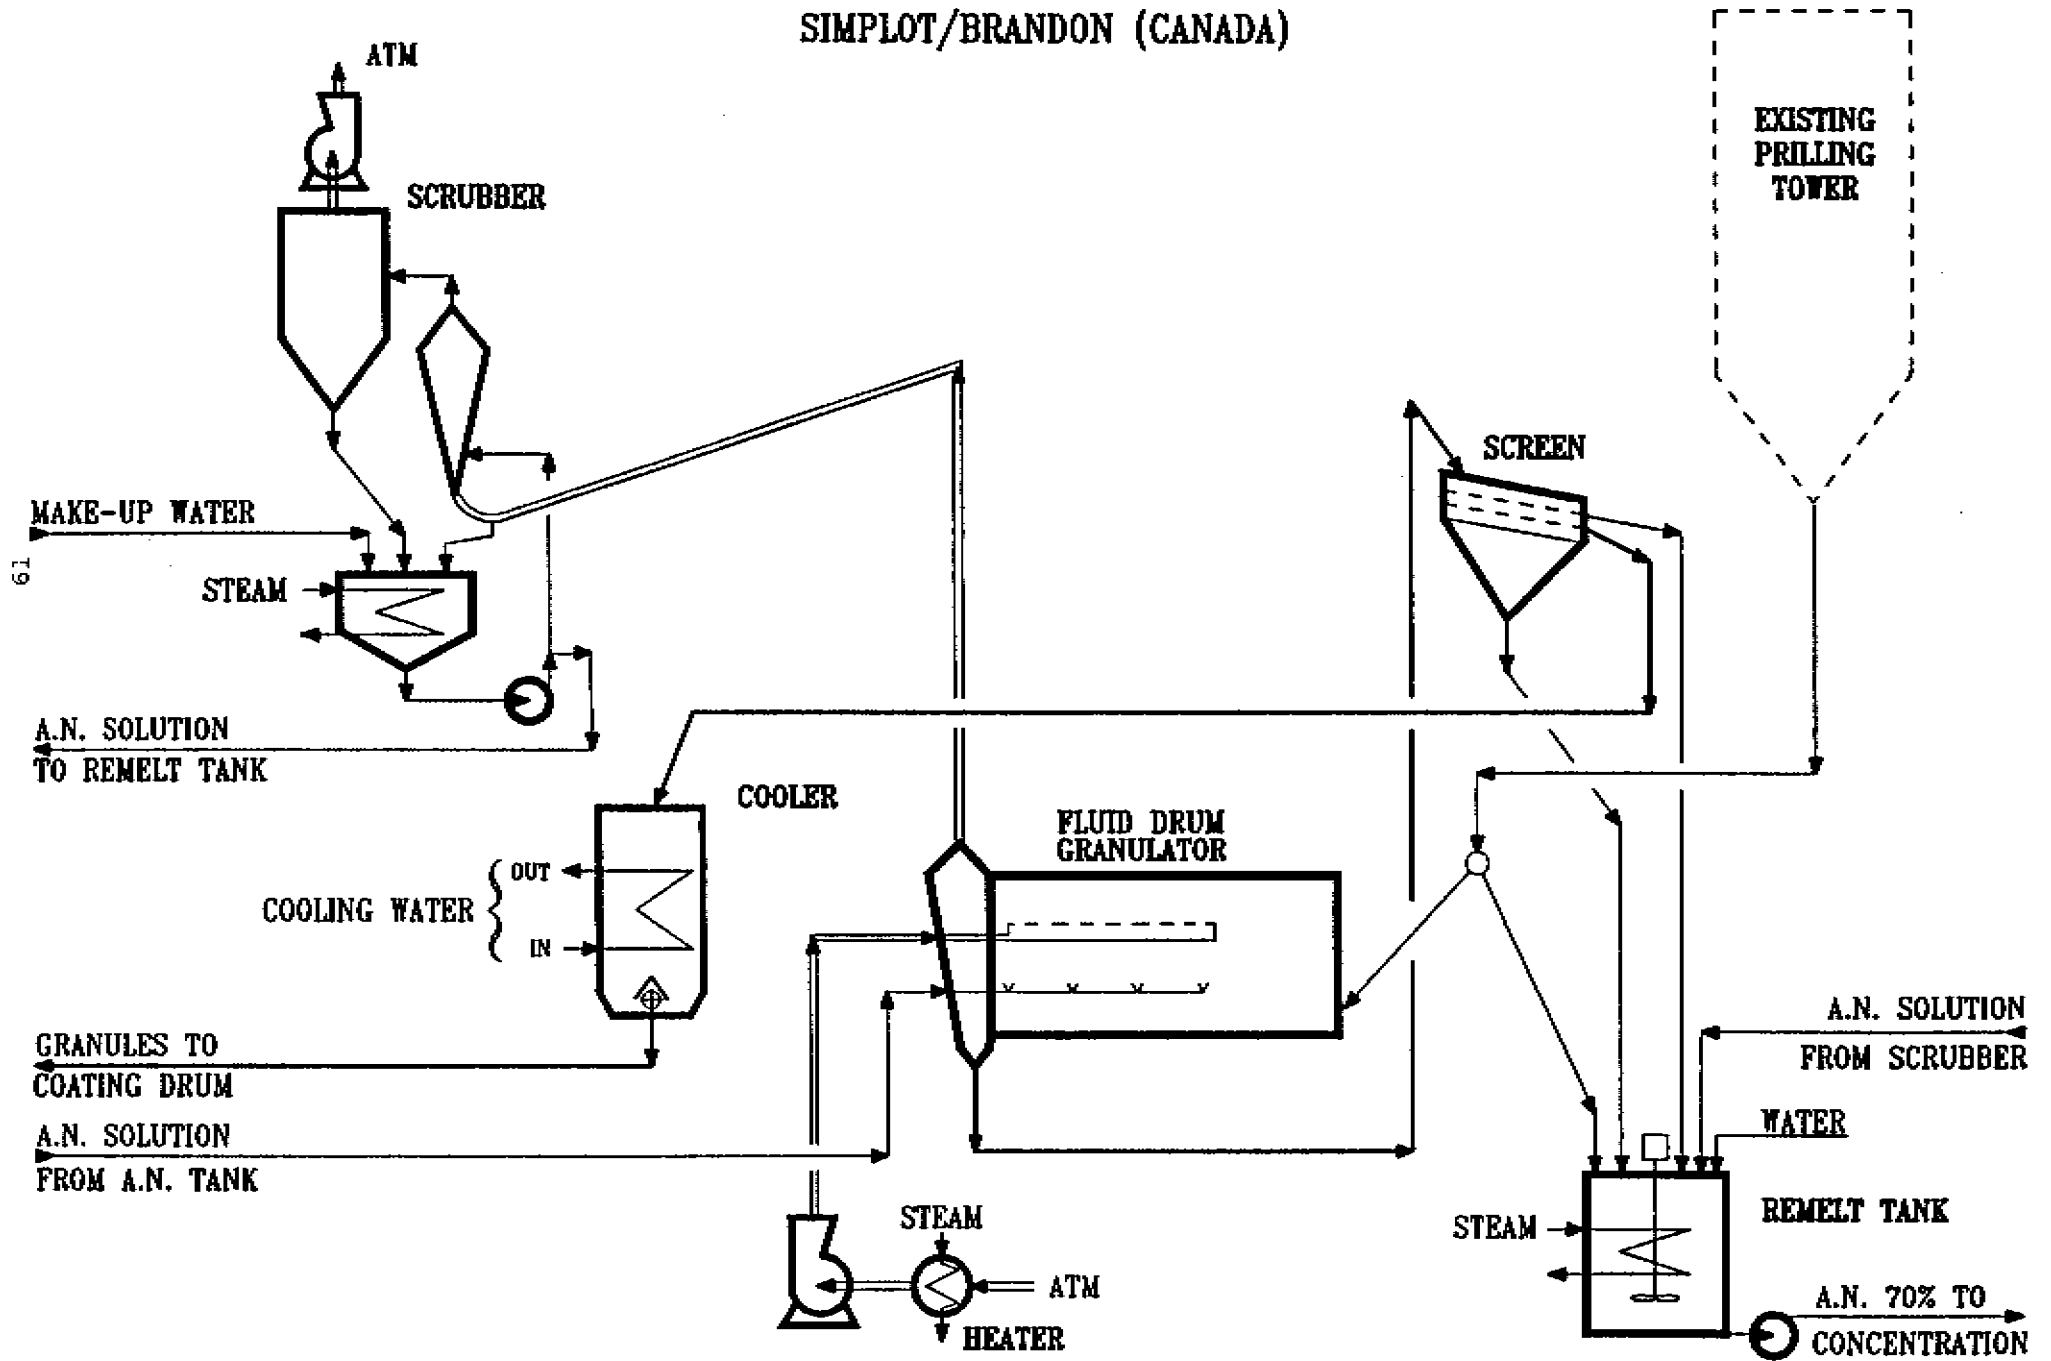 SIMPLOT/BRANDON (CANADA)
ATM
EXISTING
PRILLING
TOWER
SCRUBBER
SCREEN
MAKE-UP WATER
61
STEAM
A.N. SOLUTION
TO REMELT TANK
COOLER
FLUID DRUM
GRANULATOR
OUT
COOLING WATER
IN
A.N. SOLUTION
FROM SCRUBBER
GRANULES TO
COATING DRUM
WATER
A.N. SOLUTION
FROM A.N. TANK
STEAM
REMELT TANK
STEAM
ATM
HEATER
A.N. 70% TO
CONCENTRATION